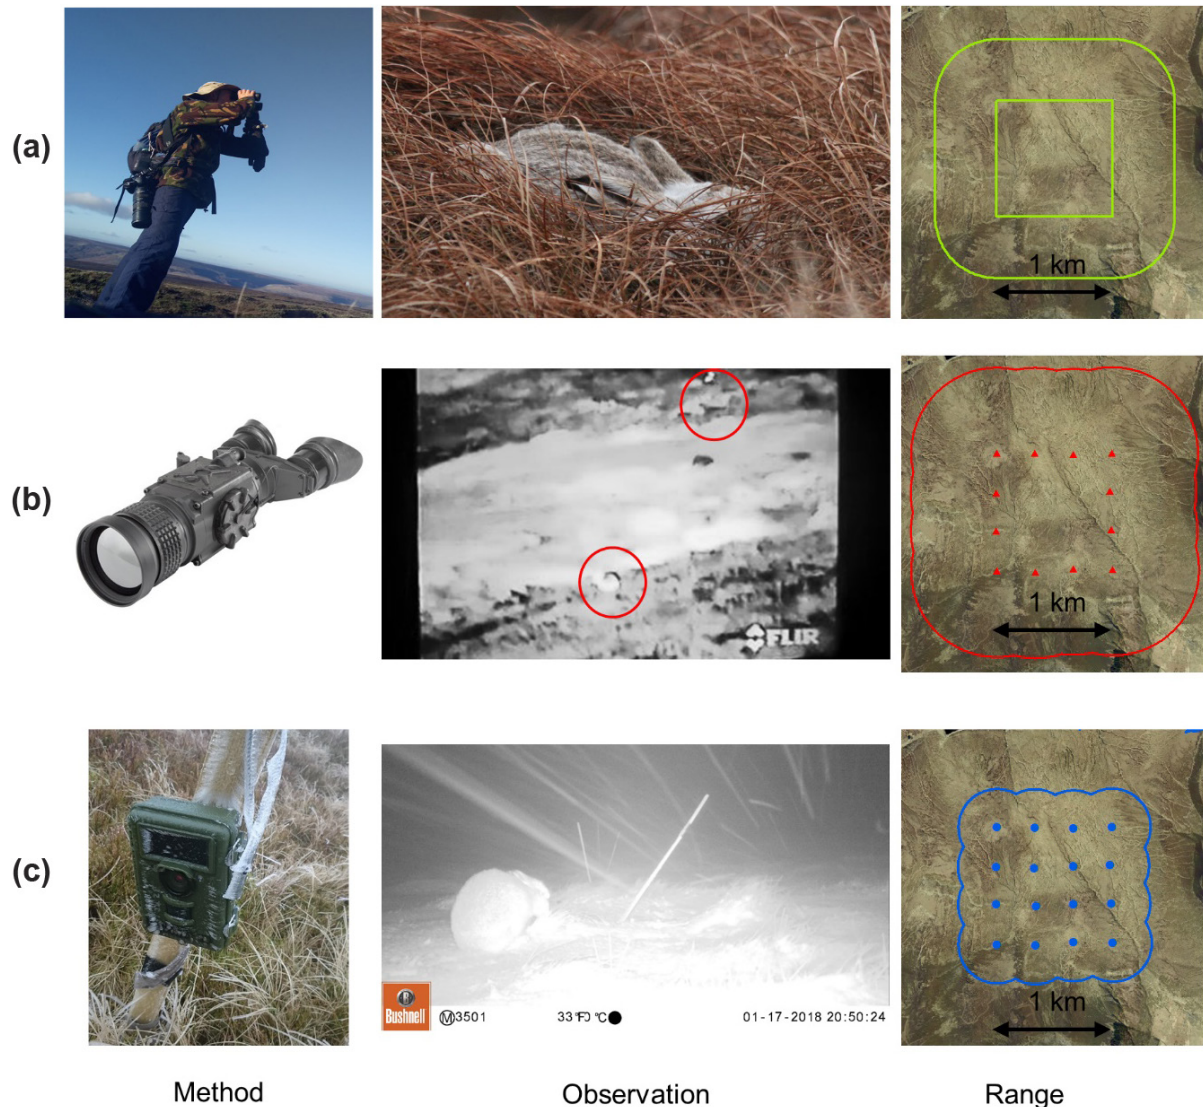 (a)
1 km
(b)
FLIR
1 km
(c)
Bushnell
M3501
33°F
°C
01-17-2018 20:50:24
1 km
Method
Observation
Range